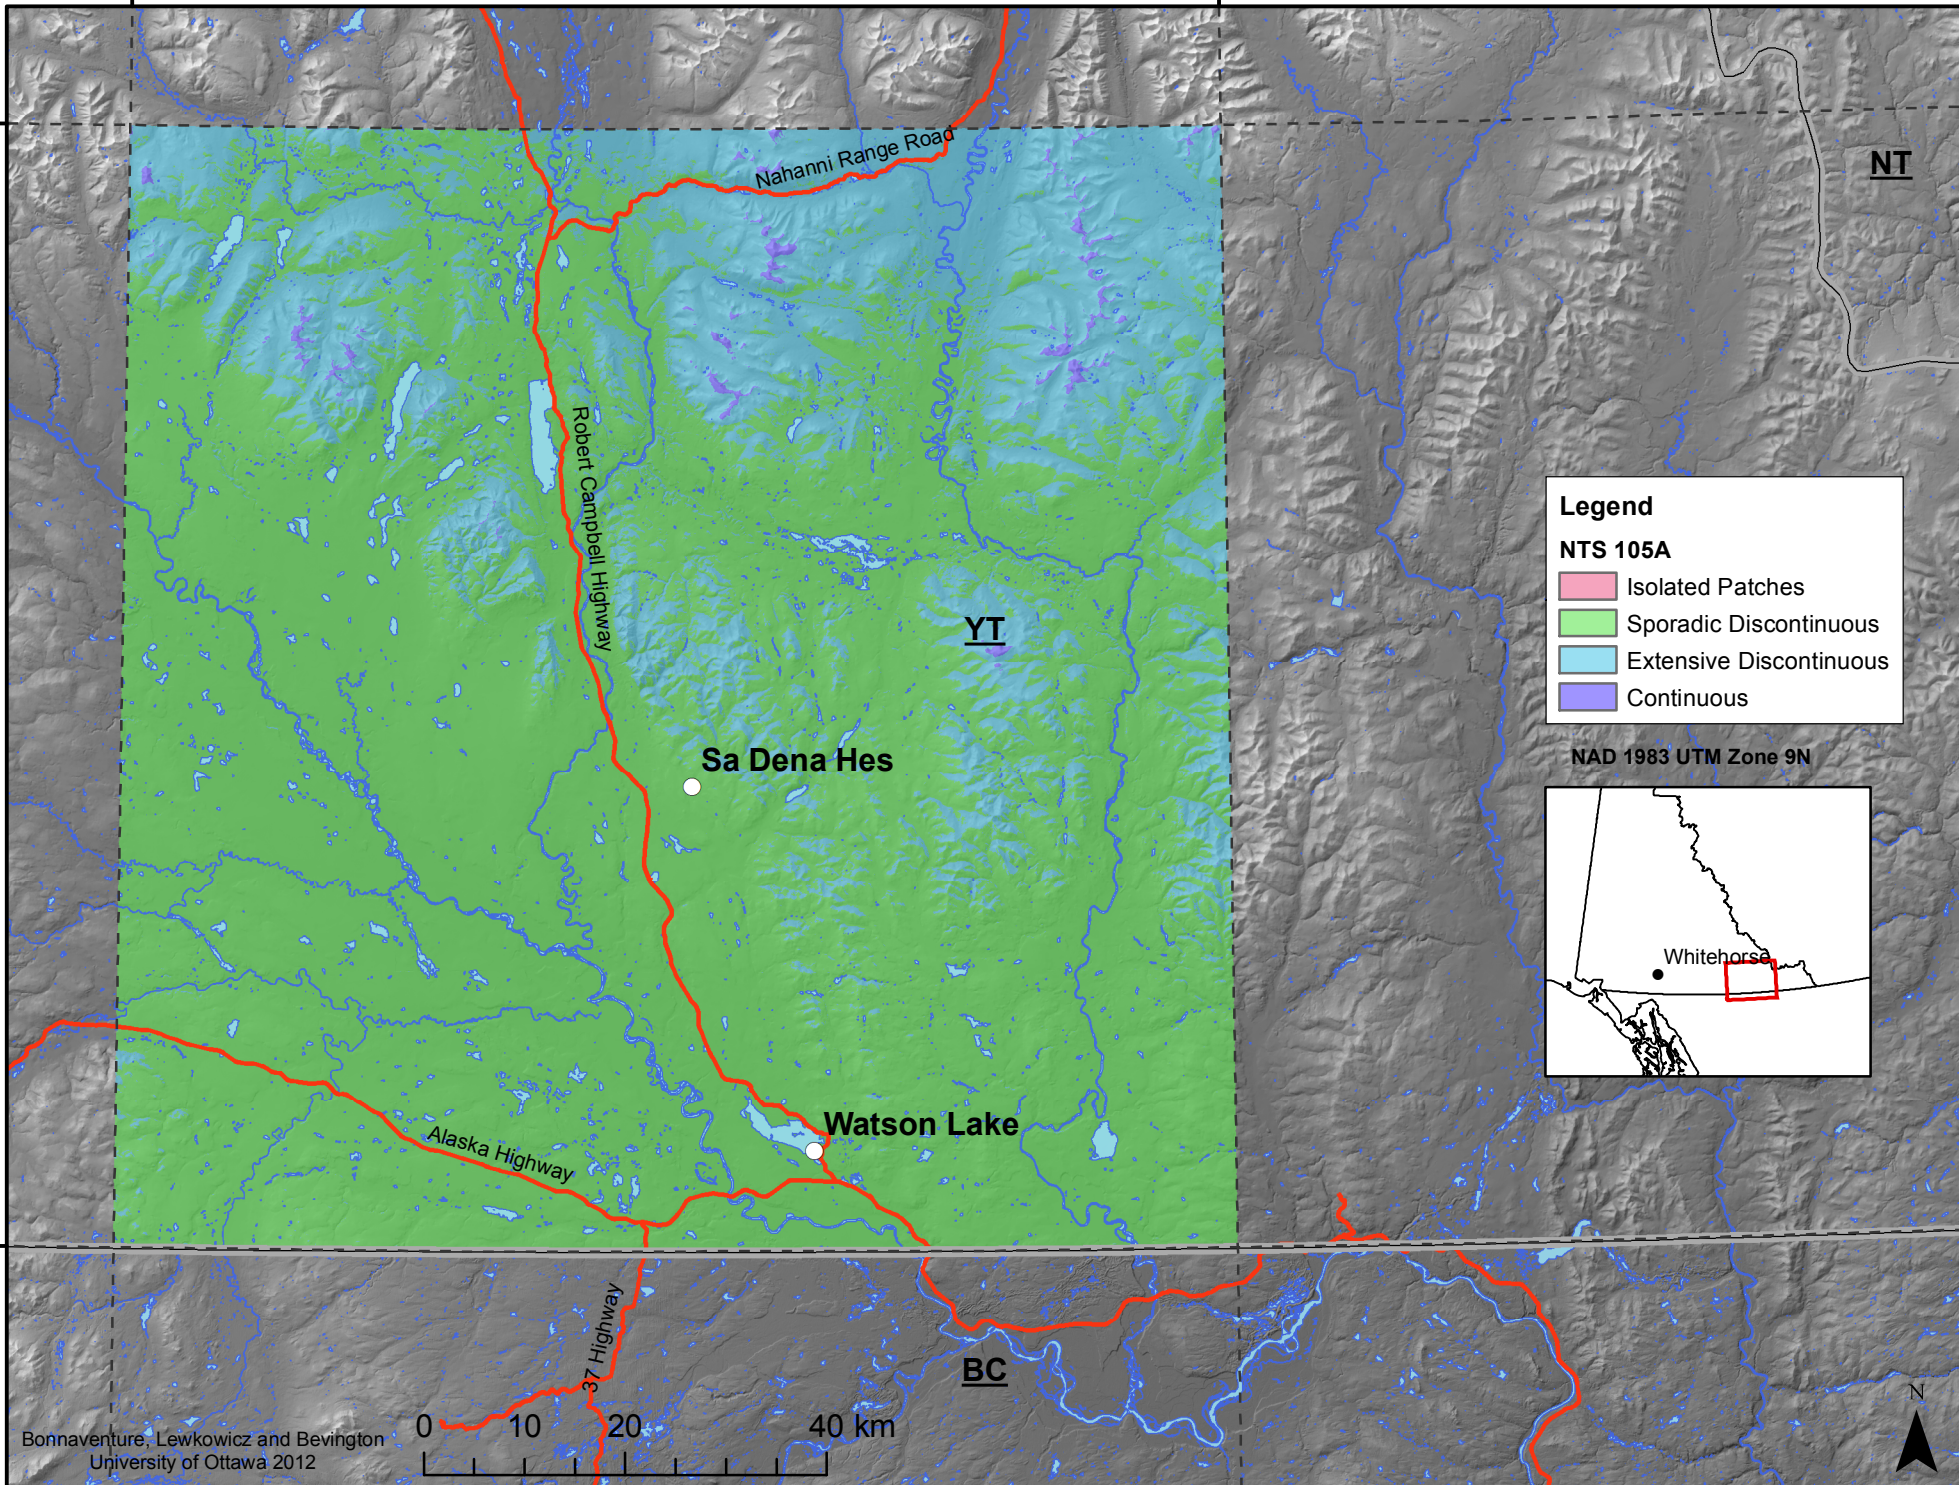 Nahanni Range Road
NT
Robert Campbell Highway
Legend
NTS 105A
Isolated Patches
Sporadic Discontinuous
Extensive Discontinuous
Continuous
YT
NAD 1983 UTM Zone 9N
Sa Dena Hes
Whitehorse
Watson Lake
Alaska Highway
37 Highway
BC
N
0 10 20 40 km
Bonnaventure, Lewkowicz and Bevington
University of Ottawa 2012